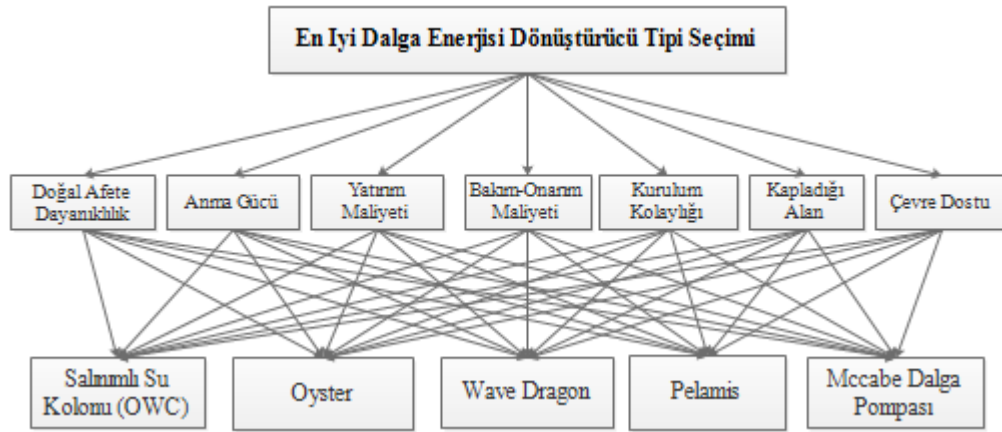 En Iyi Dalga Enerjisi Dönüştürücü Tipi Seçimi
Doğal Afete
Dayanıklılık
Anma Gücü
Yatırım
Maliyeti
Bakım-Onarım
Maliyeti
Kurulum
Kolaylığı
Kapladığı
Alan
Çevre Dostu
Salınımlı Su
Kolonu (OWC)
Oyster
Wave Dragon
Pelamis
Mccabe Dalga
Pompası